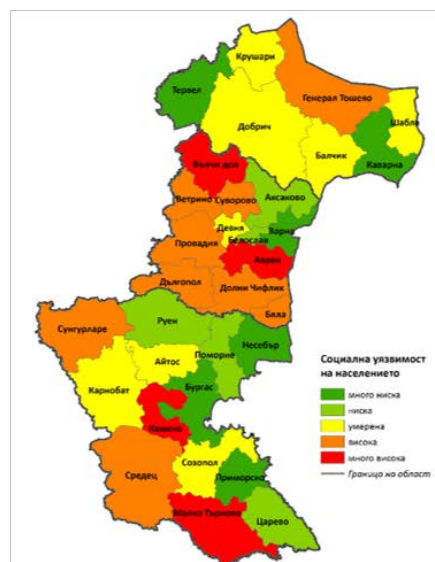 Крушари
Тервел
Генерал Тошево
Шабла
Добрич
Балчик
Каварна
Вълчи дол
Ветрино
Суворово
Аксаково
Девня
Варна
Белослав
Провадия
Аврен
Дългопол
Долни Чифлик
Бяла
Сунгурларе
Руен
Несебър
Поморие
Айтос
Карнобат
Бургас
Камено
Созопол
Средец
Приморско
Малко Търново
Царево
Социална уязвимост
на населението
много ниска
ниска
умерена
висока
много висока
Граница на област